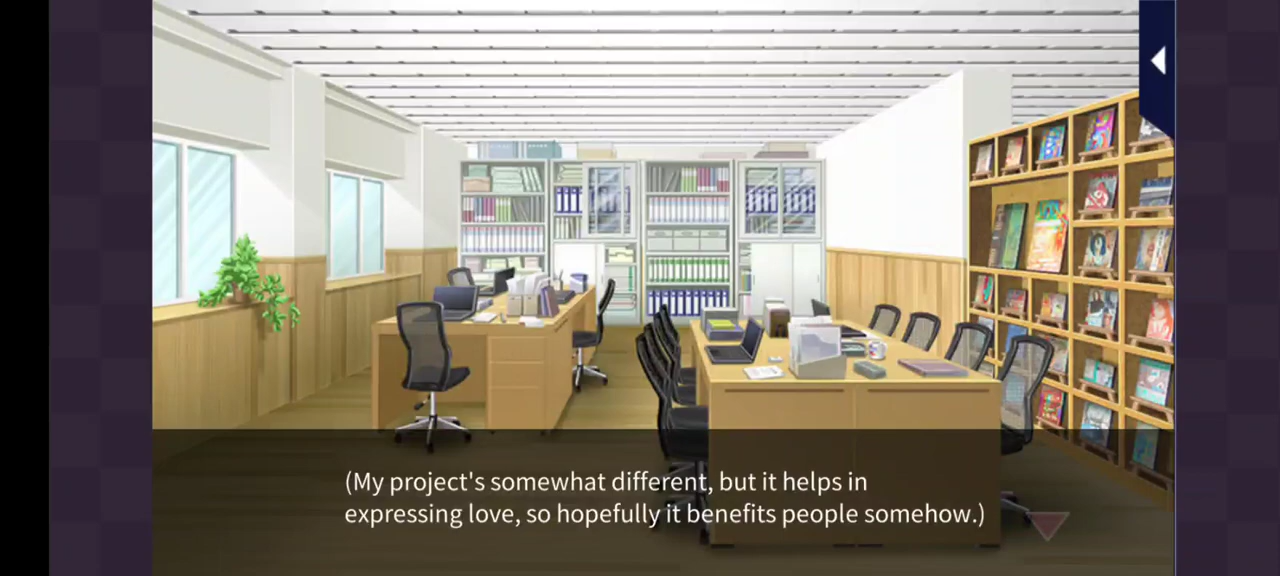 (My project's somewhat different, but it helps in
expressing love, so hopefully it benefits people somehow.)